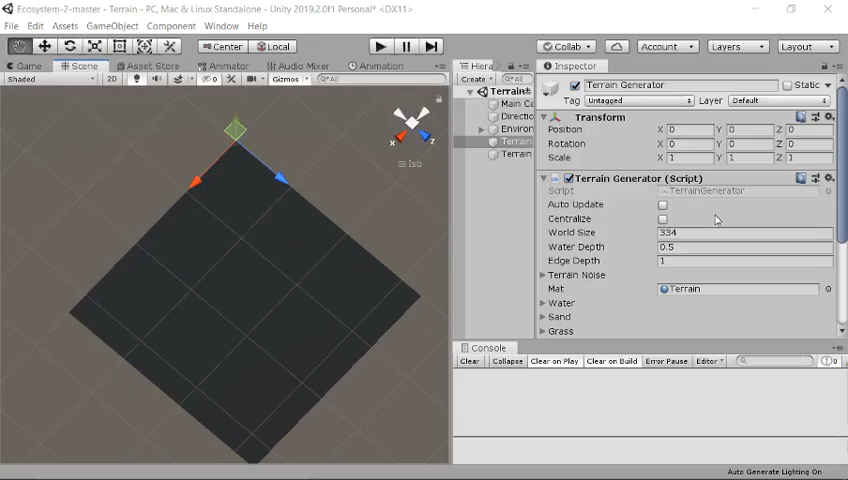 Ecosystem-2-master - Terrain - PC, Mac & Linux Standalone - Unity 2019.2.0f1 Personal* <DX11>
File Edit Assets GameObject Component Window Help
Center Local Collab Account Layers Layout
Game Scene Asset Store Animator Audio Mixer Animation
Shaded 2D 0 Gizmos All
x z
Iso
Hiera
Create All
Terrain*
Main Ca
Directio
Environ
Terrain
Terrain
Inspector
Terrain Generator Static
Tag Untagged Layer Default
Transform
Position X 0 Y 0 Z 0
Rotation X 0 Y 0 Z 0
Scale X 1 Y 1 Z 1
Terrain Generator (Script)
Script TerrainGenerator
Auto Update
Centralize
World Size 334
Water Depth 0.5
Edge Depth 1
Terrain Noise
Mat Terrain
Water
Sand
Grass
Console
Clear Collapse Clear on Play Clear on Build Error Pause Editor 0
Auto Generate Lighting On